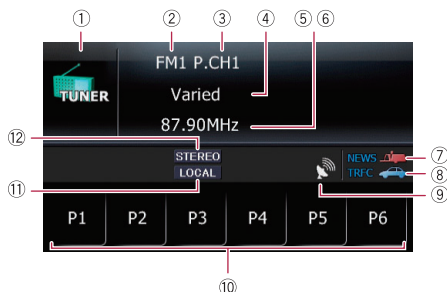 ① ② ③ ④ ⑤ ⑥
FM1 P.CH1
TUNER
Varied
87.90MHz
⑫
STEREO
NEWS ⑦
LOCAL
TRFC ⑧
⑪ ⑨
P1 P2 P3 P4 P5 P6
⑩